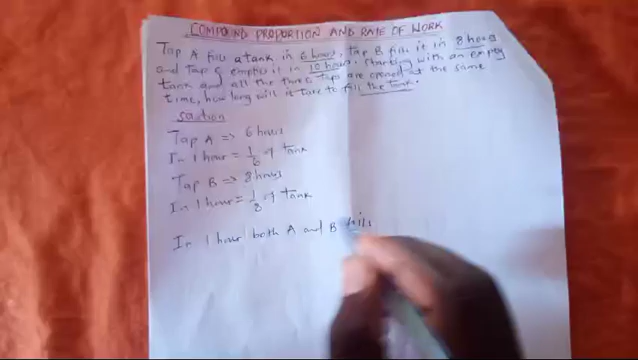 COMPOUND PROPORTION AND RATE OF WORK
Tap A fills a tank in 6 hours, Tap B fills it in 8 hours
and Tap C empties it in 10 hours. Starting with an empty
tank and all the three taps are opened at the same
time, how long will it take to fill the tank.
Tap A => 6 hours
In 1 hour = 1/6 of tank
Tap B => 8 hours
In 1 hour = 1/8 of tank
In 1 hour both A and B